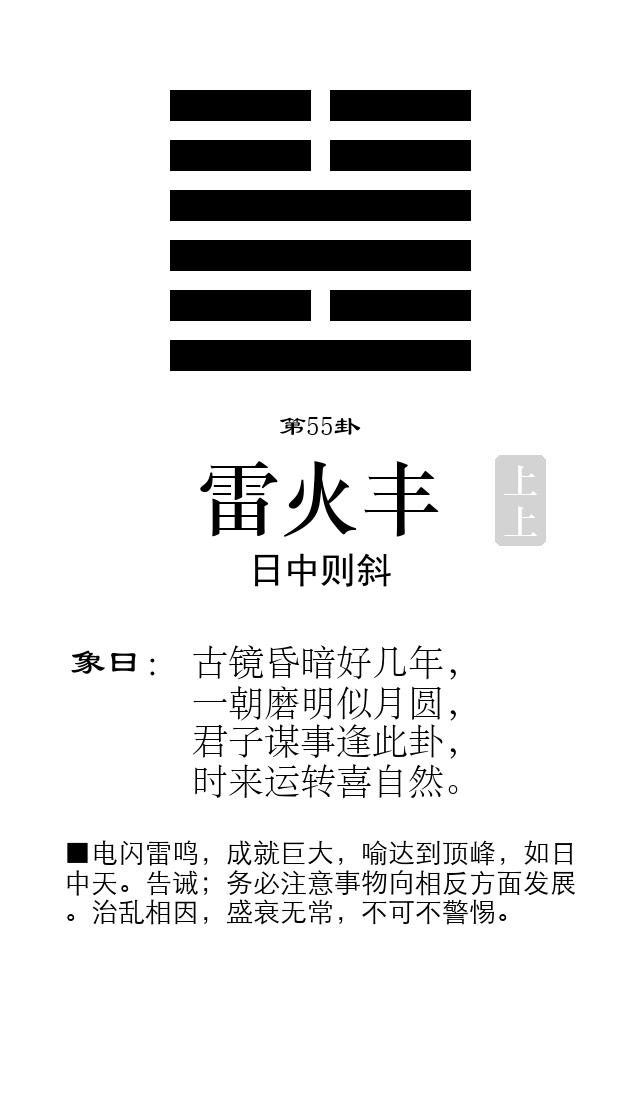 第55卦
雷火丰
上上
日中则斜
象曰：古镜昏暗好几年，
一朝磨明似月圆，
君子谋事逢此卦，
时来运转喜自然。
■电闪雷鸣，成就巨大，喻达到顶峰，如日
中天。告诫；务必注意事物向相反方面发展
。治乱相因，盛衰无常，不可不警惕。